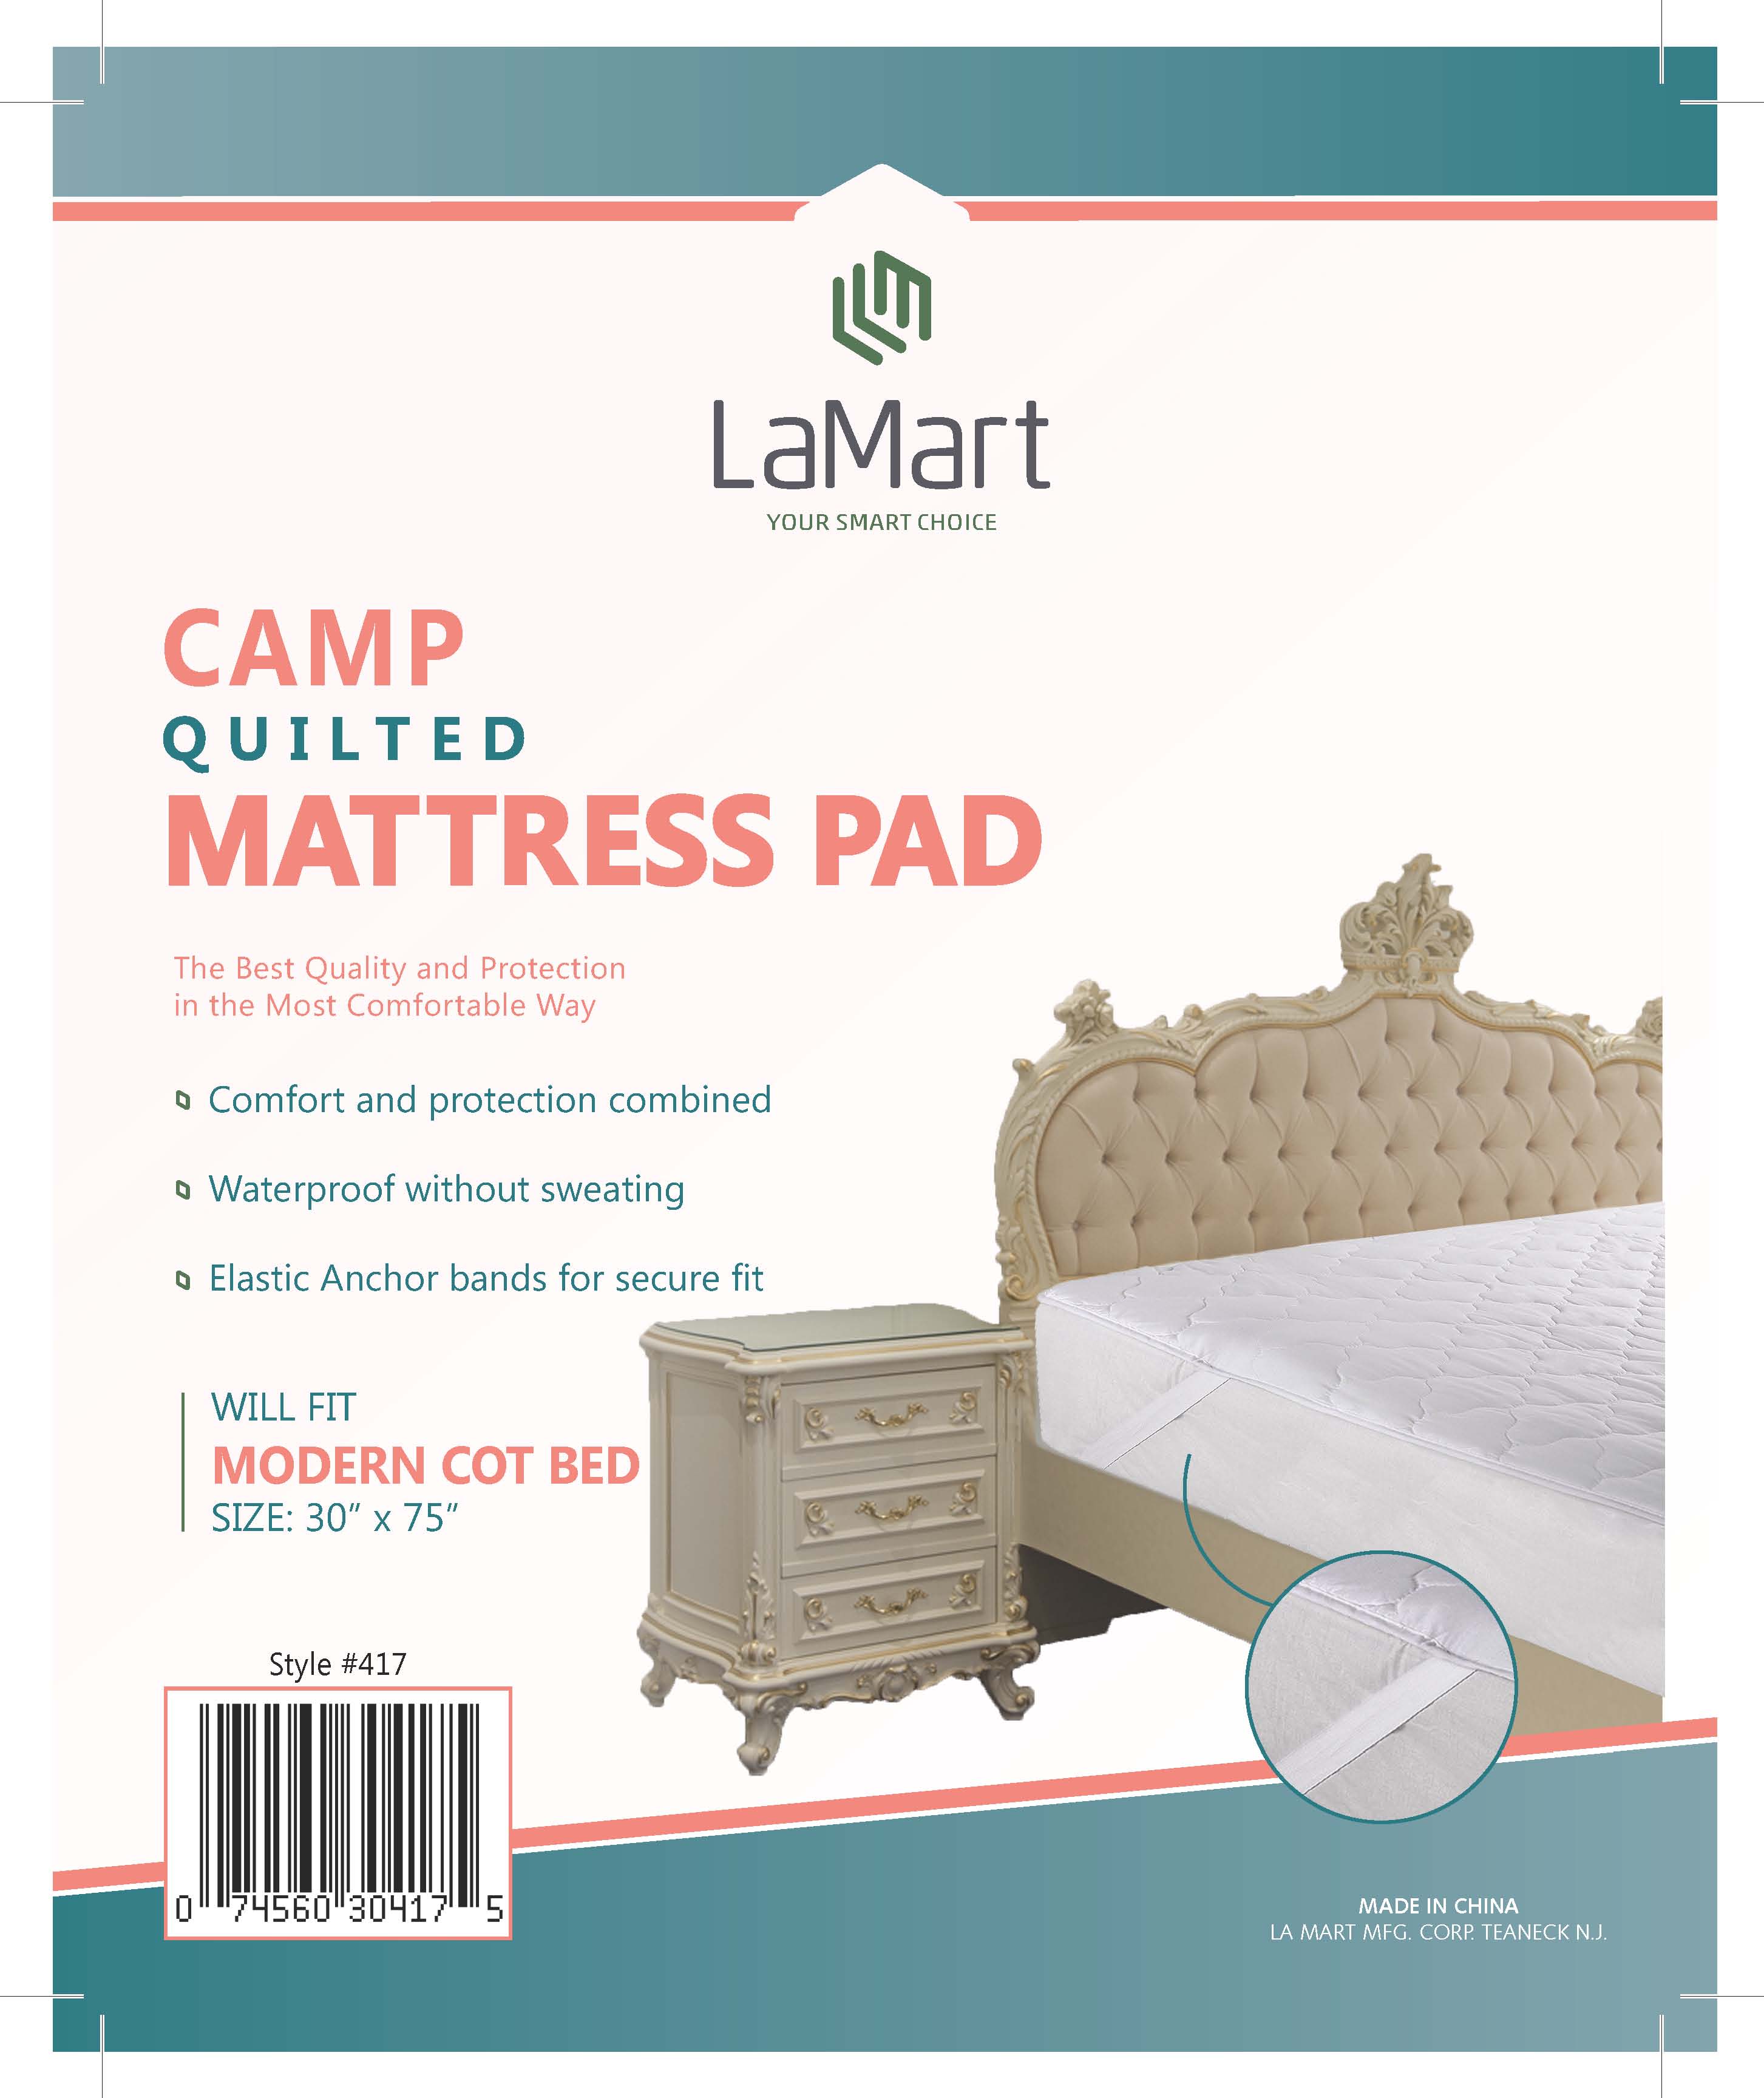 LaMart
YOUR SMART CHOICE
CAMP
QUILTED
MATTRESS PAD
The Best Quality and Protection
in the Most Comfortable Way
Comfort and protection combined
Waterproof without sweating
Elastic Anchor bands for secure fit
WILL FIT
MODERN COT BED
SIZE: 30” x 75”
Style #417
0 74560 30417 5
MADE IN CHINA
LA MART MFG. CORP. TEANECK N.J.